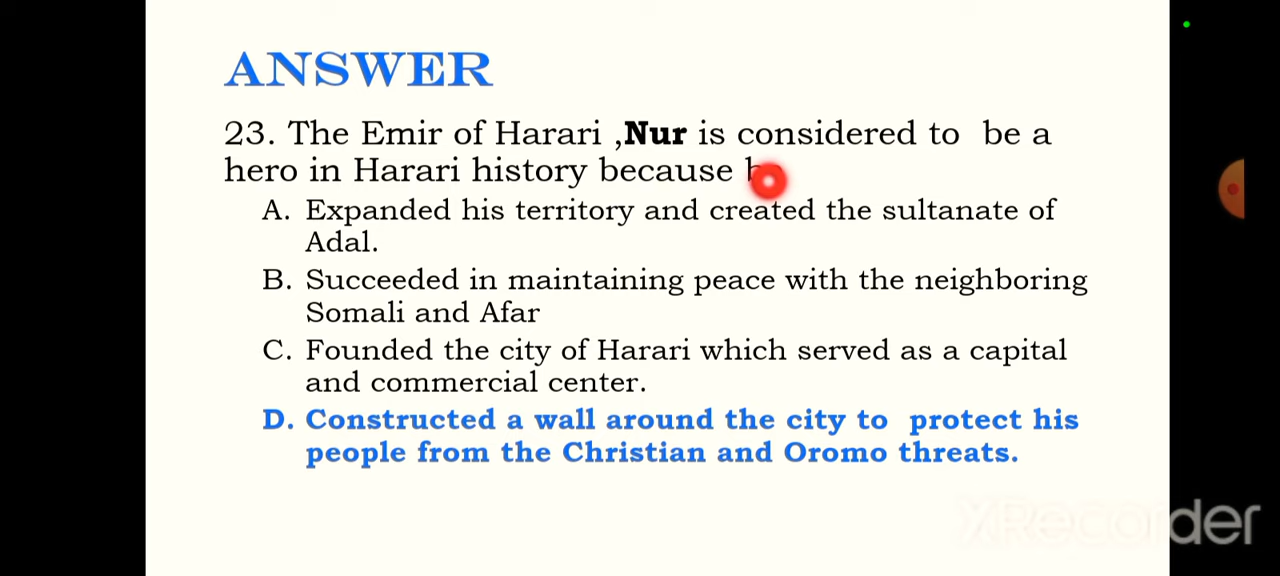 ANSWER
23. The Emir of Harari ,Nur is considered to be a
hero in Harari history because
A. Expanded his territory and created the sultanate of
Adal.
B. Succeeded in maintaining peace with the neighboring
Somali and Afar
C. Founded the city of Harari which served as a capital
and commercial center.
D. Constructed a wall around the city to protect his
people from the Christian and Oromo threats.
XRecorder